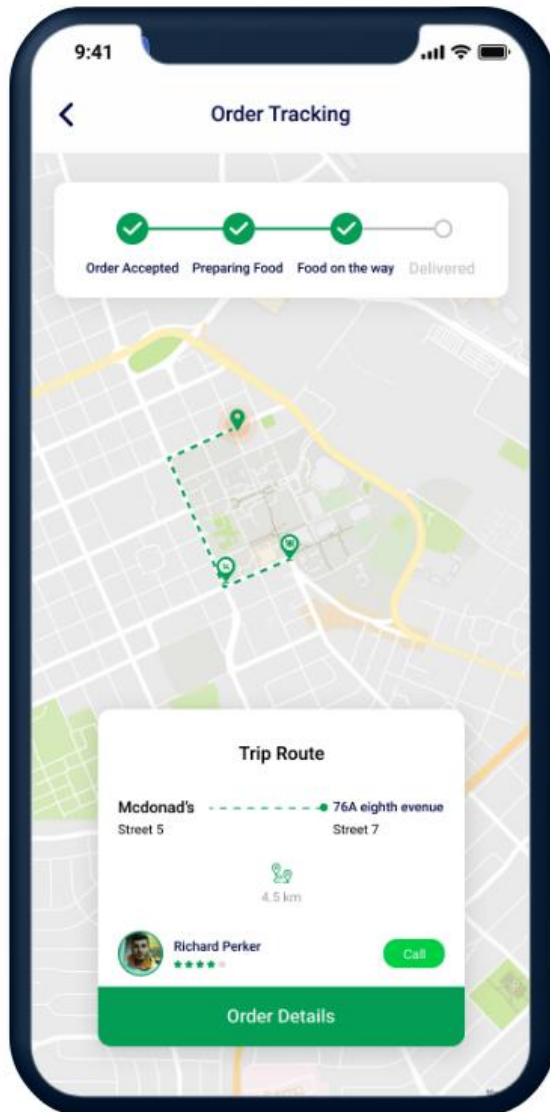 9:41
Order Tracking
Order Accepted Preparing Food Food on the way Delivered
Trip Route
Mcdonad's 76A eighth evenue
Street 5 Street 7
4.5 km
Richard Perker
Call
Order Details